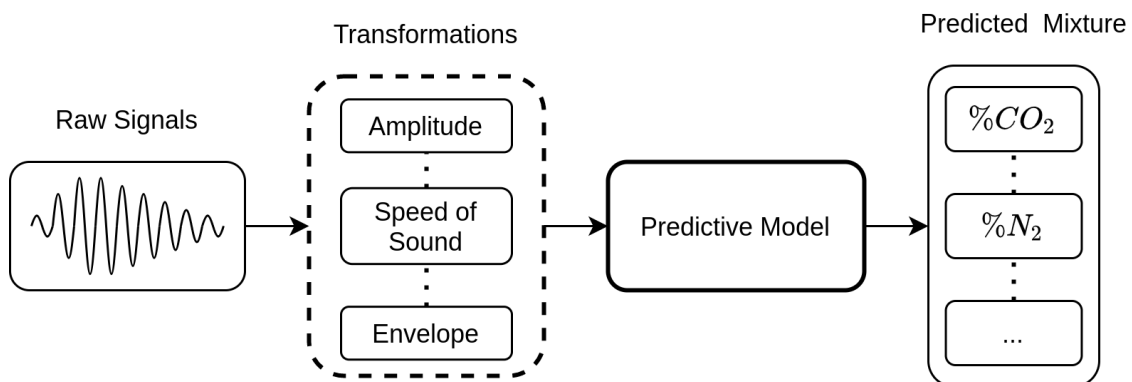 Raw Signals
Transformations
Amplitude
Speed of
Sound
Envelope
Predictive Model
Predicted Mixture
%CO₂
%N₂
...